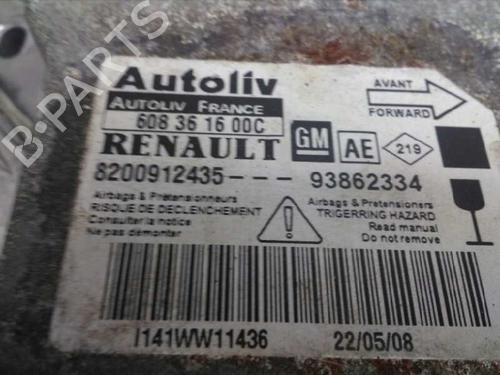 Autoliv
AVANT
FORWARD
AUTOLIV FRANCE
608 36 16 00C
RENAULT
GM
AE
219
8200912435---93862334
Airbags & Pretensionneurs
RISQUE DE DECLENCHEMENT
Consulter la notice
Ne pas démonter
Airbags & Pretensioners
TRIGERRING HAZARD
Read manual
Do not remove
I141WW11436
22/05/08
B-PARTS